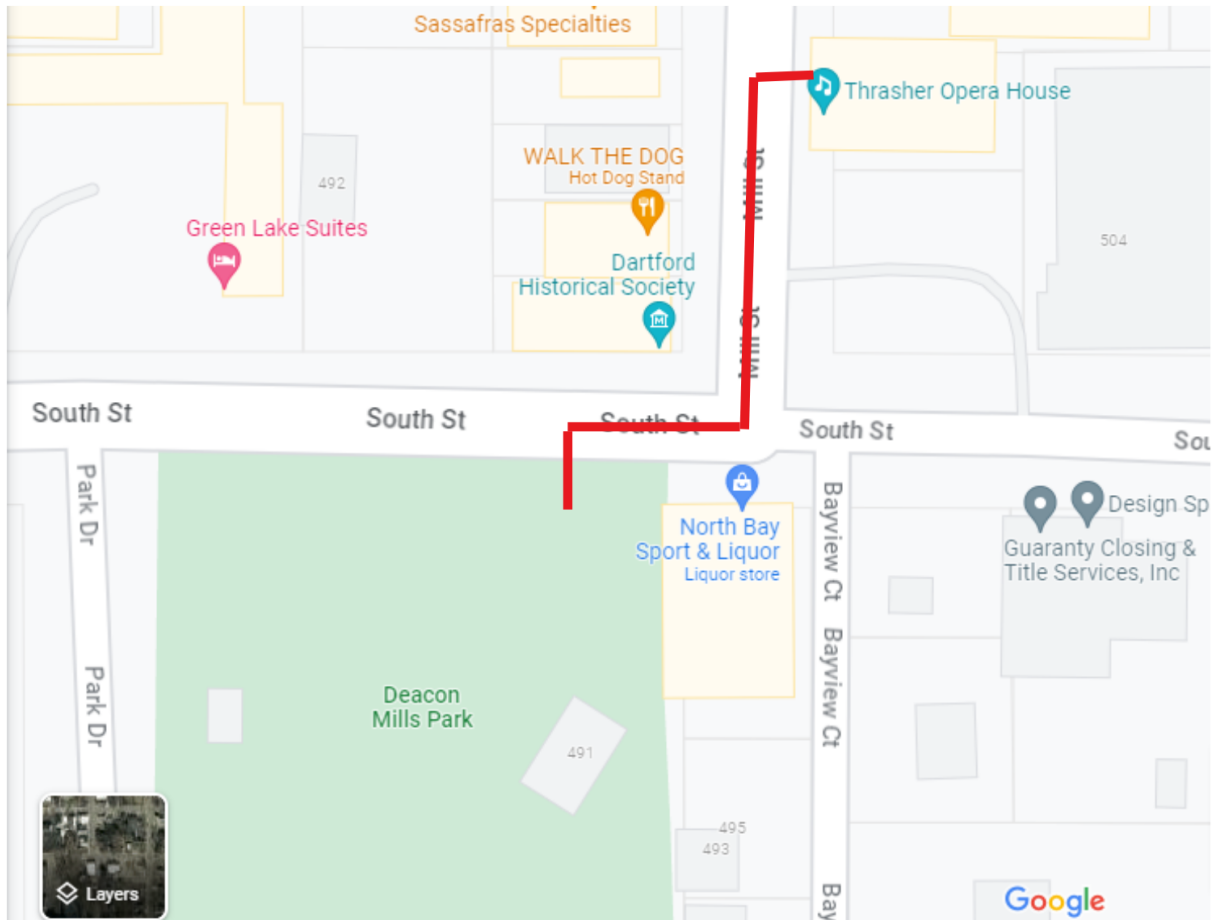 Sassafras Specialties
Thrasher Opera House
WALK THE DOG
Hot Dog Stand
Mill St
492
Green Lake Suites
504
Dartford
Historical Society
Mill St
South St
South St
South St
South St
Sou
Park Dr
Bayview Ct
North Bay
Sport & Liquor
Liquor store
Design Sp
Guaranty Closing &
Title Services, Inc
Park Dr
Deacon
Mills Park
Bayview Ct
491
495
493
Layers
Bay
Google